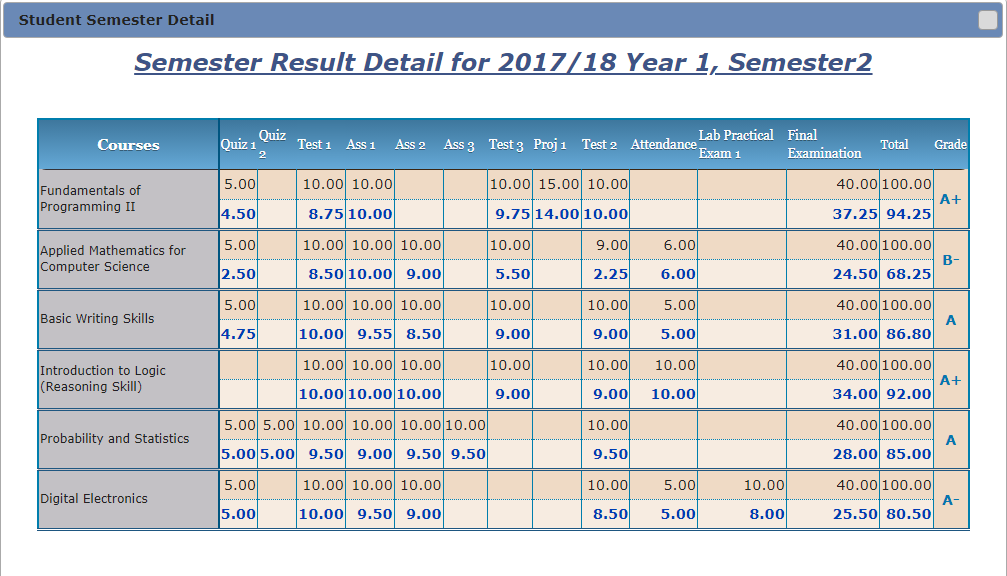 Student Semester Detail
Semester Result Detail for 2017/18 Year 1, Semester2
Courses Quiz 1 Quiz 2 Test 1 Ass 1 Ass 2 Ass 3 Test 3 Proj 1 Test 2 Attendance Lab Practical Exam 1 Final Examination Total Grade
Fundamentals of Programming II
5.00 10.00 10.00 10.00 15.00 10.00 40.00 100.00
4.50 8.75 10.00 9.75 14.00 10.00 37.25 94.25
A+
Applied Mathematics for Computer Science
5.00 10.00 10.00 10.00 10.00 9.00 6.00 40.00 100.00
2.50 8.50 10.00 9.00 5.50 2.25 6.00 24.50 68.25
B-
Basic Writing Skills
5.00 10.00 10.00 10.00 10.00 10.00 5.00 40.00 100.00
4.75 10.00 9.55 8.50 9.00 9.00 5.00 31.00 86.80
A
Introduction to Logic (Reasoning Skill)
10.00 10.00 10.00 10.00 10.00 10.00 40.00 100.00
10.00 10.00 10.00 9.00 9.00 10.00 34.00 92.00
A+
Probability and Statistics
5.00 5.00 10.00 10.00 10.00 10.00 10.00 40.00 100.00
5.00 5.00 9.50 9.00 9.50 9.50 9.50 28.00 85.00
A
Digital Electronics
5.00 10.00 10.00 10.00 10.00 5.00 10.00 40.00 100.00
5.00 10.00 9.50 9.00 8.50 5.00 8.00 25.50 80.50
A-